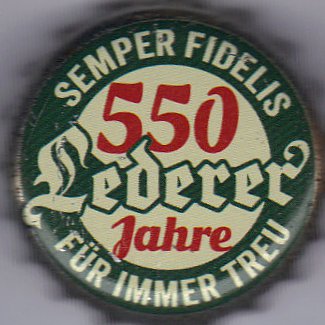 SEMPER FIDELIS
550
Lederer
Jahre
FÜR IMMER TREU